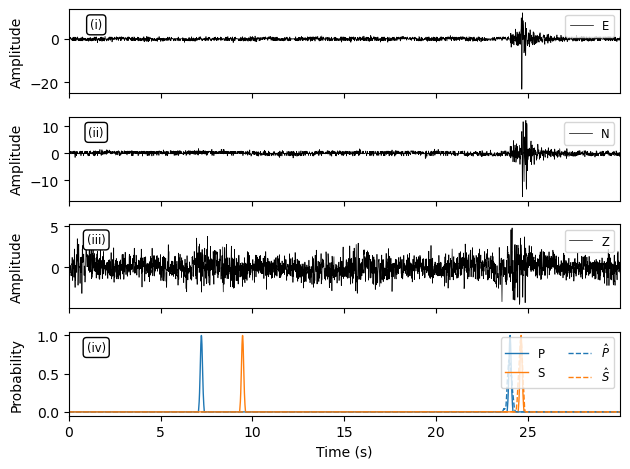 (i)
E
Amplitude
0
−20
(ii)
N
Amplitude
10
0
−10
(iii)
Z
Amplitude
5
0
(iv)
P
S
P̂
Ŝ
Probability
1.0
0.5
0.0
0 5 10 15 20 25
Time (s)